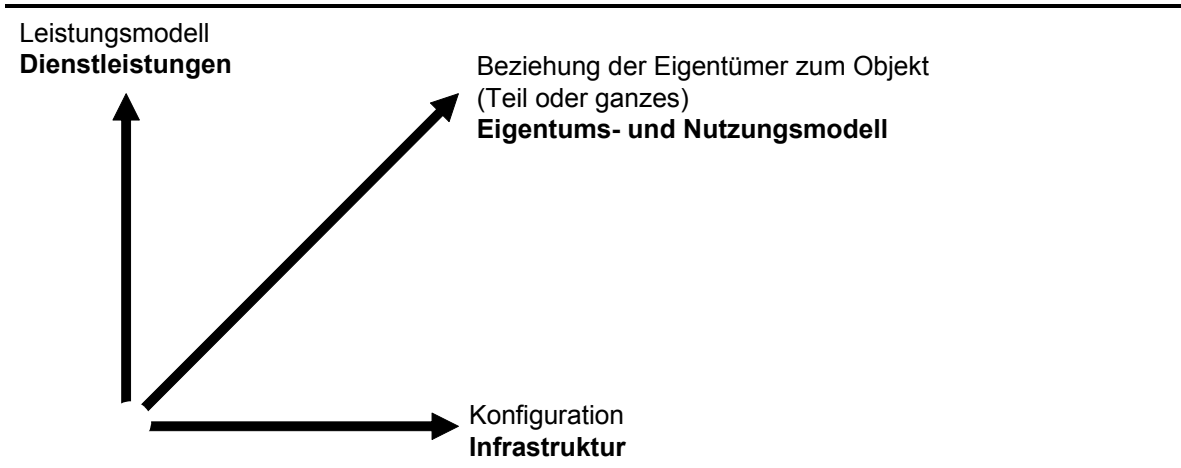 Leistungsmodell
Dienstleistungen
Beziehung der Eigentümer zum Objekt
(Teil oder ganzes)
Eigentums- und Nutzungsmodell
Konfiguration
Infrastruktur